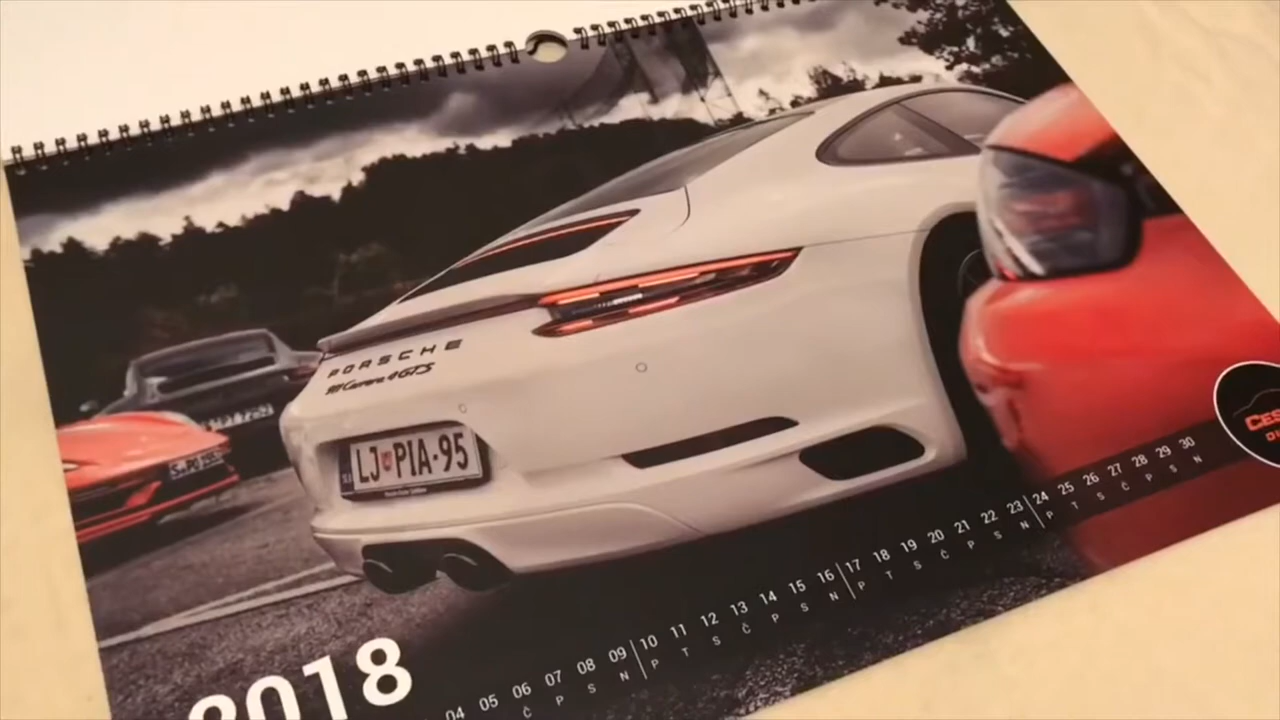 PORSCHE
911 Carrera 4 GTS
LJ PIA-95
2018
04 05 06 07 08 09 10 11 12 13 14 15 16 17 18 19 20 21 22 23 24 25 26 27 28 29 30
Č P S N P T S Č P S N P T S Č P S N P T S Č P S N